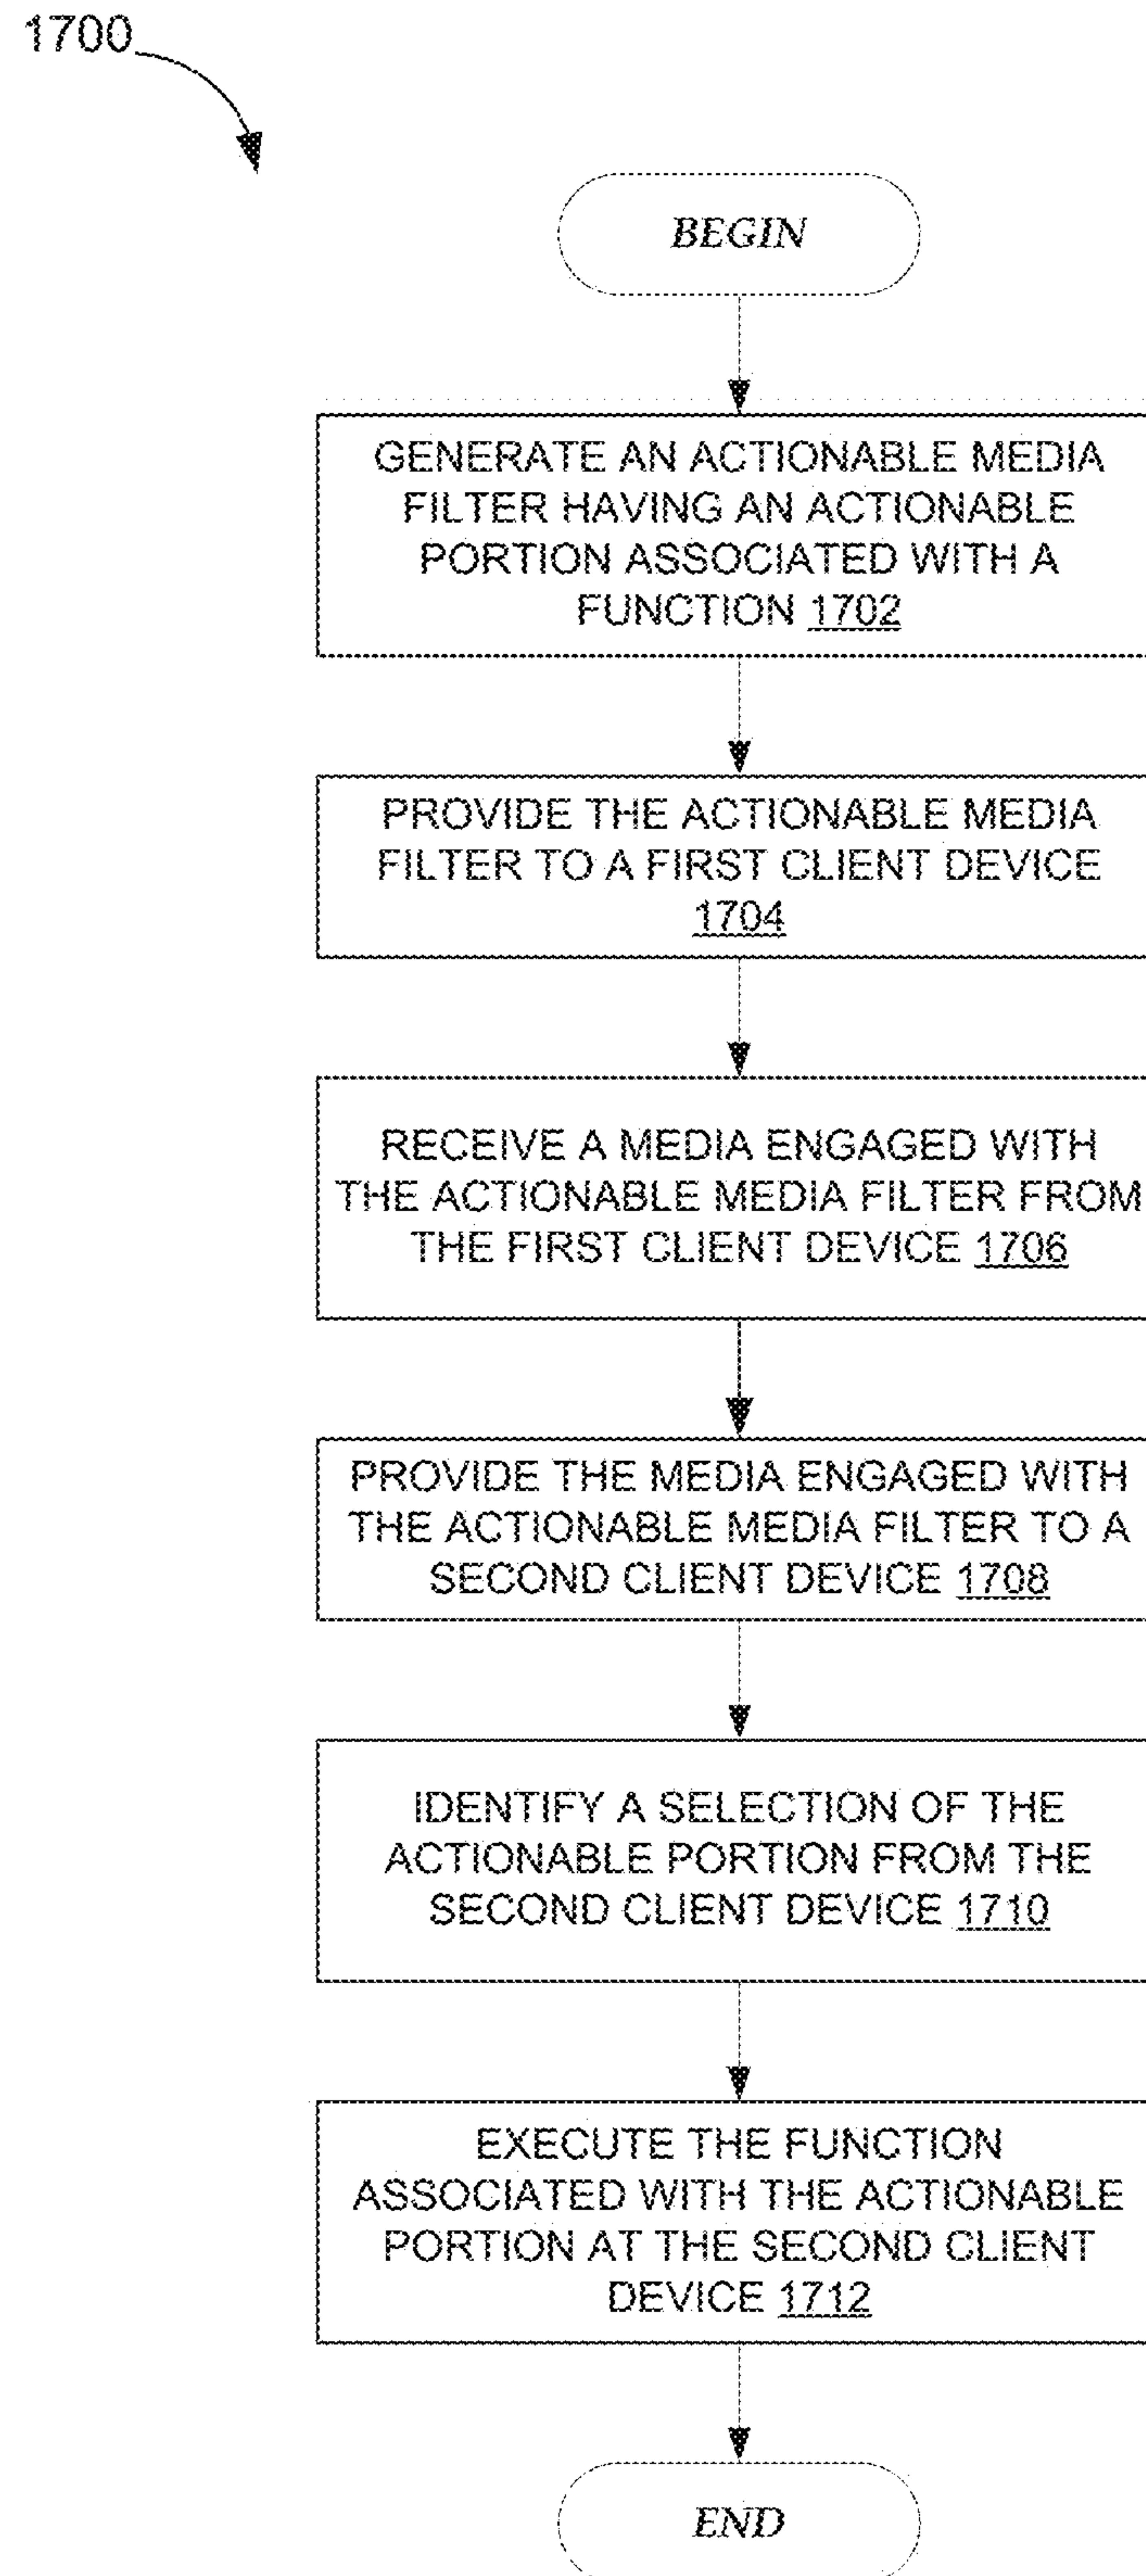 1700
BEGIN
GENERATE AN ACTIONABLE MEDIA
FILTER HAVING AN ACTIONABLE
PORTION ASSOCIATED WITH A
FUNCTION 1702
PROVIDE THE ACTIONABLE MEDIA
FILTER TO A FIRST CLIENT DEVICE
1704
RECEIVE A MEDIA ENGAGED WITH
THE ACTIONABLE MEDIA FILTER FROM
THE FIRST CLIENT DEVICE 1706
PROVIDE THE MEDIA ENGAGED WITH
THE ACTIONABLE MEDIA FILTER TO A
SECOND CLIENT DEVICE 1708
IDENTIFY A SELECTION OF THE
ACTIONABLE PORTION FROM THE
SECOND CLIENT DEVICE 1710
EXECUTE THE FUNCTION
ASSOCIATED WITH THE ACTIONABLE
PORTION AT THE SECOND CLIENT
DEVICE 1712
END